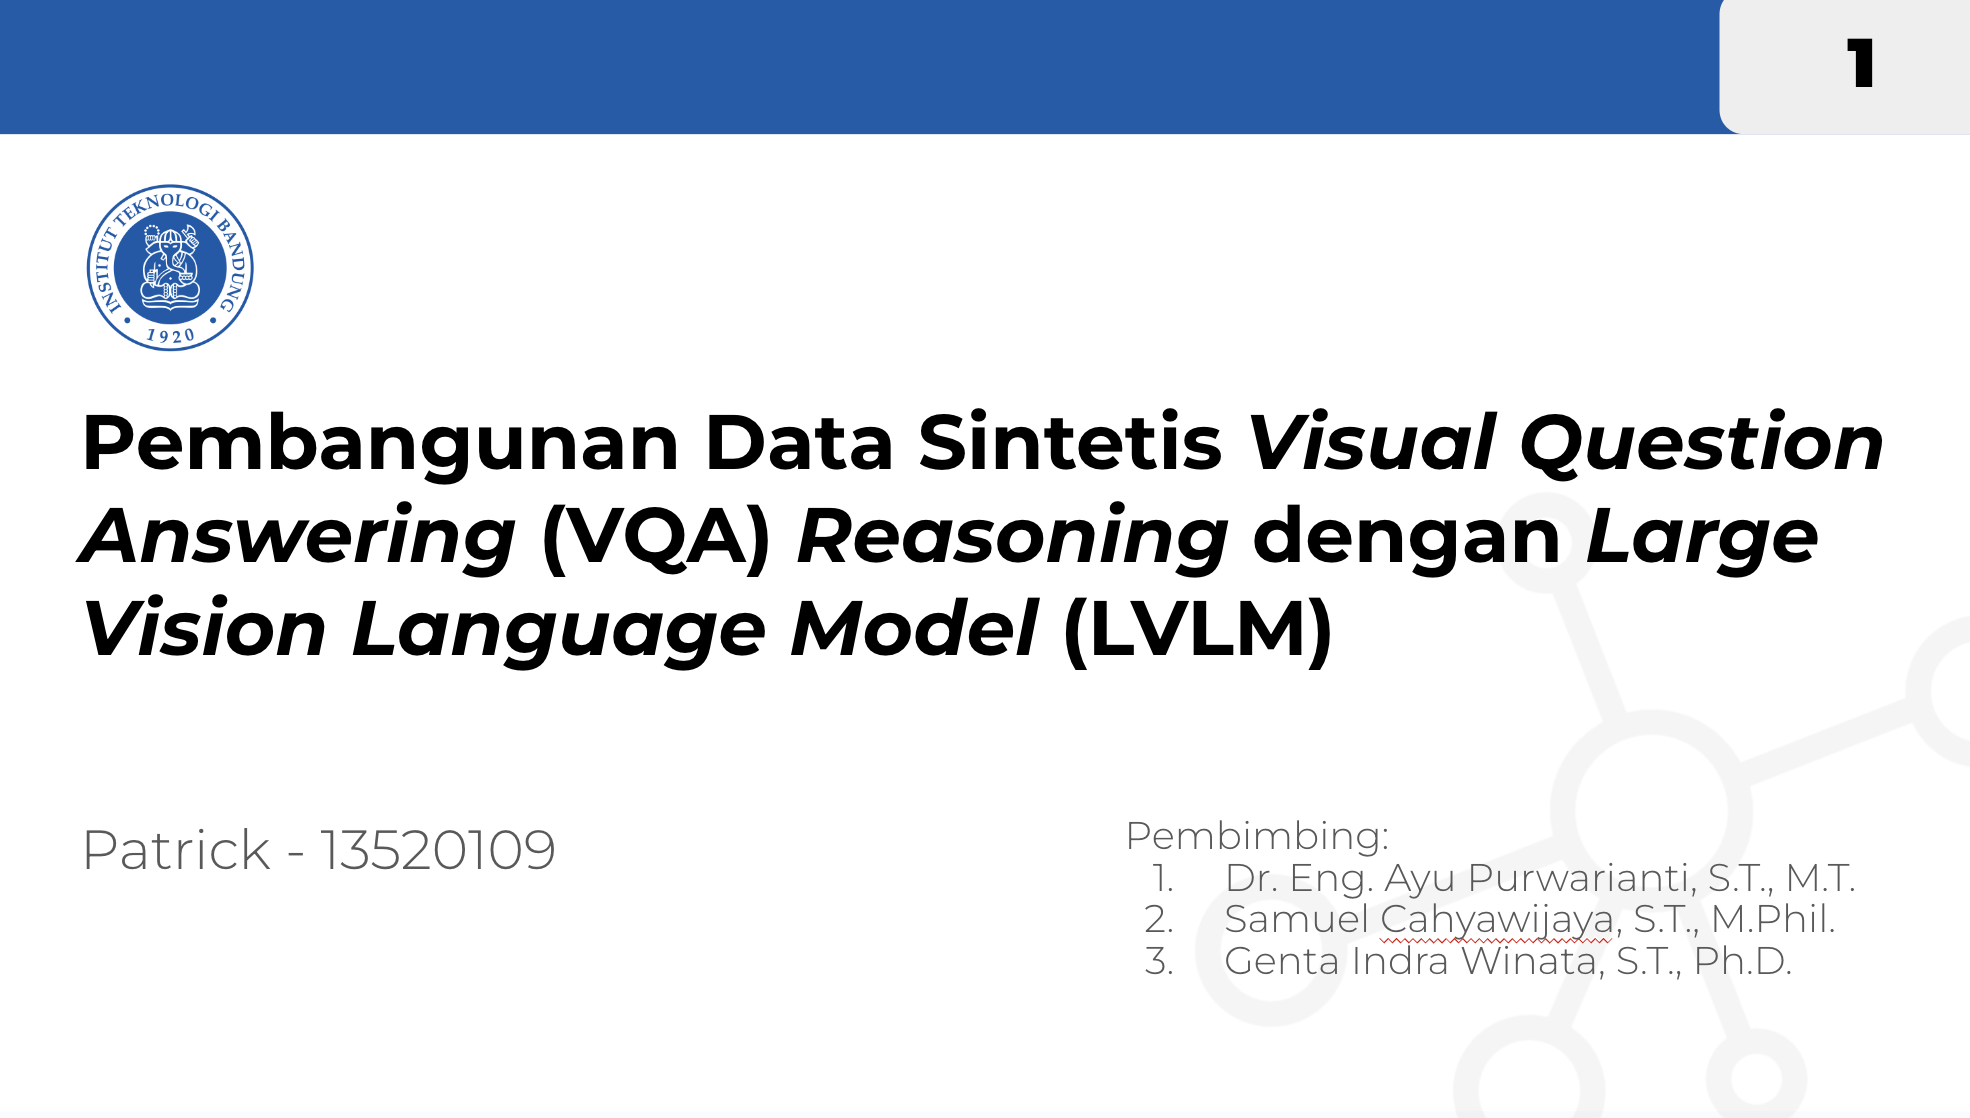 1
INSTITUT TEKNOLOGI BANDUNG
• 1920 •
Pembangunan Data Sintetis Visual Question
Answering (VQA) Reasoning dengan Large
Vision Language Model (LVLM)
Patrick - 13520109
Pembimbing:
1. Dr. Eng. Ayu Purwarianti, S.T., M.T.
2. Samuel Cahyawijaya, S.T., M.Phil.
3. Genta Indra Winata, S.T., Ph.D.